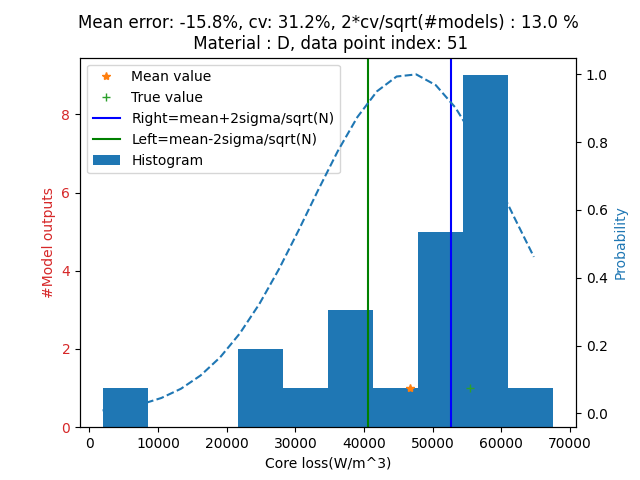 Mean error: -15.8%, cv: 31.2%, 2*cv/sqrt(#models) : 13.0 %
Material : D, data point index: 51
Mean value
True value
Right=mean+2sigma/sqrt(N)
Left=mean-2sigma/sqrt(N)
Histogram
#Model outputs
8
6
4
2
0
1.0
0.8
0.6
0.4
0.2
0.0
Probability
0 10000 20000 30000 40000 50000 60000 70000
Core loss(W/m^3)